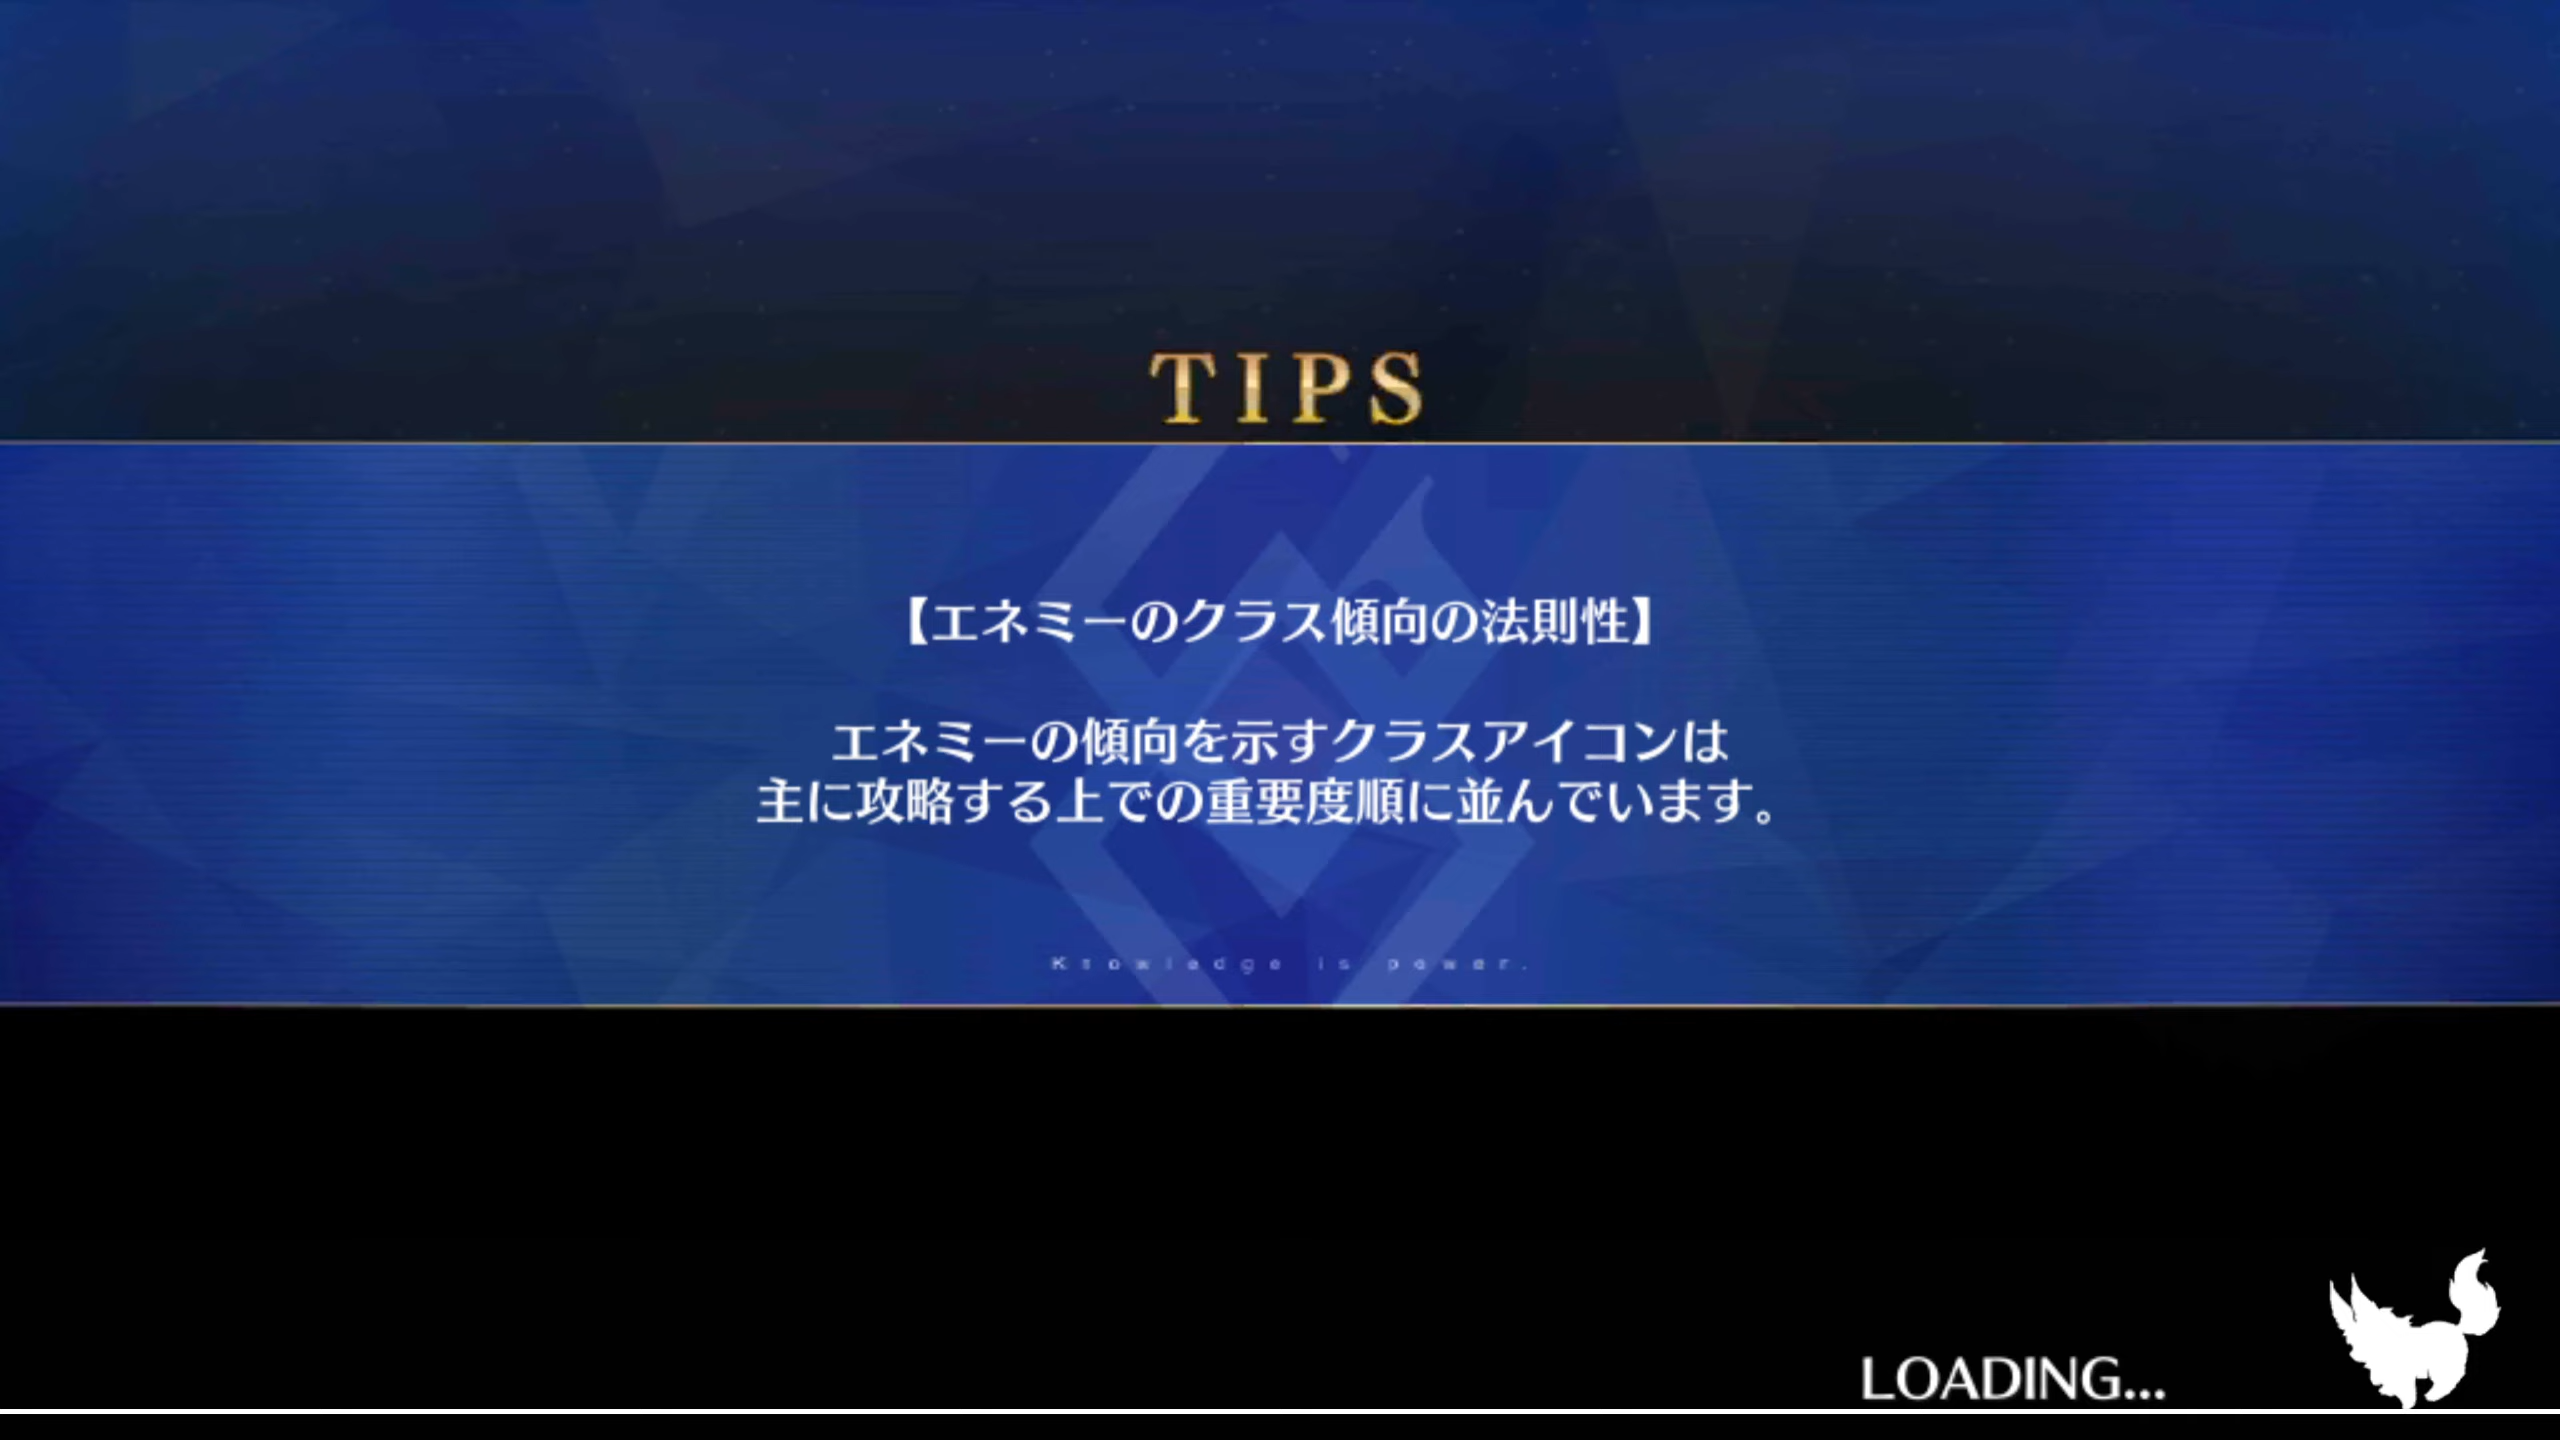 TIPS
【エネミーのクラス傾向の法則性】
エネミーの傾向を示すクラスアイコンは
主に攻略する上での重要度順に並んでいます。
Knowledge is power.
LOADING...